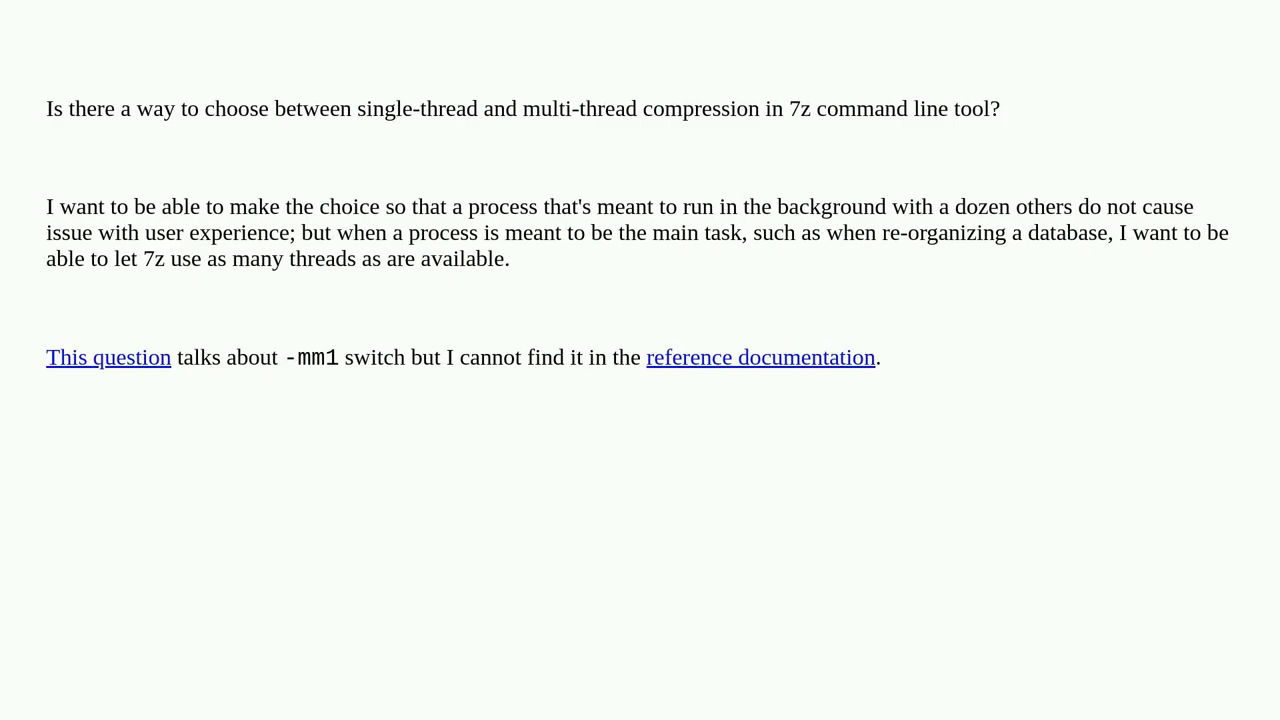 Is there a way to choose between single-thread and multi-thread compression in 7z command line tool?
I want to be able to make the choice so that a process that's meant to run in the background with a dozen others do not cause
issue with user experience; but when a process is meant to be the main task, such as when re-organizing a database, I want to be
able to let 7z use as many threads as are available.
This question talks about -mm1 switch but I cannot find it in the reference documentation.